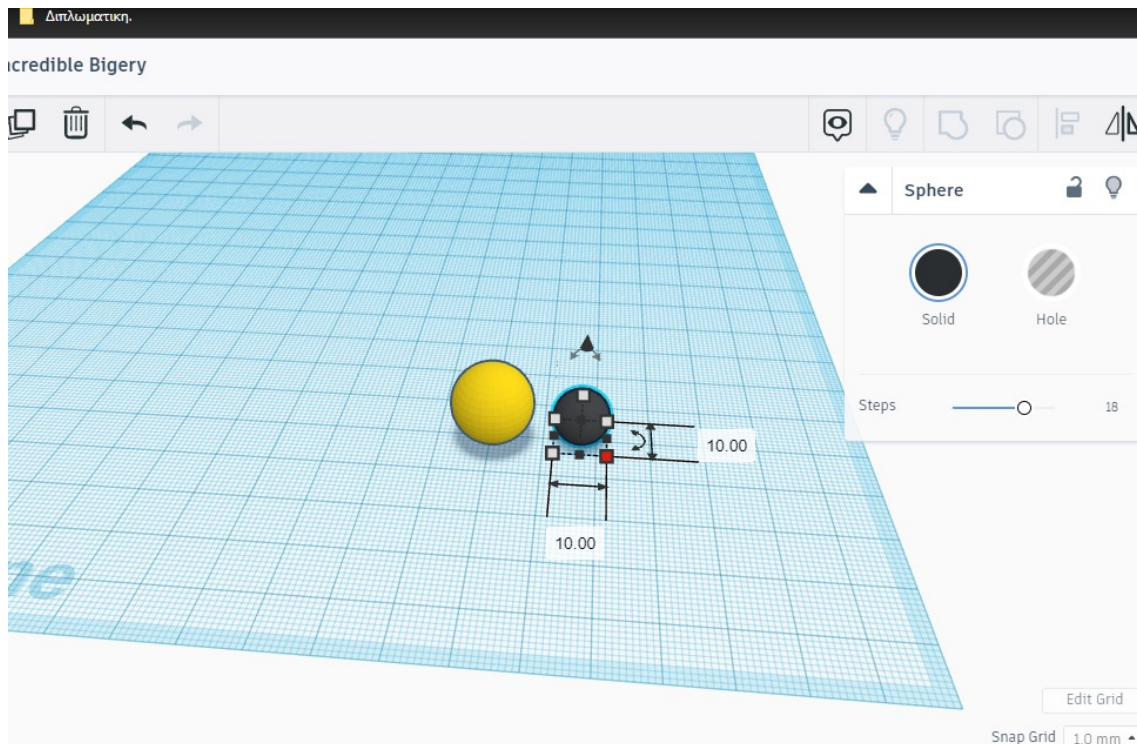 Διπλωματικη.
ncredible Bigery
Sphere
Solid
Hole
Steps
18
10.00
10.00
ne
Edit Grid
Snap Grid 1.0 mm